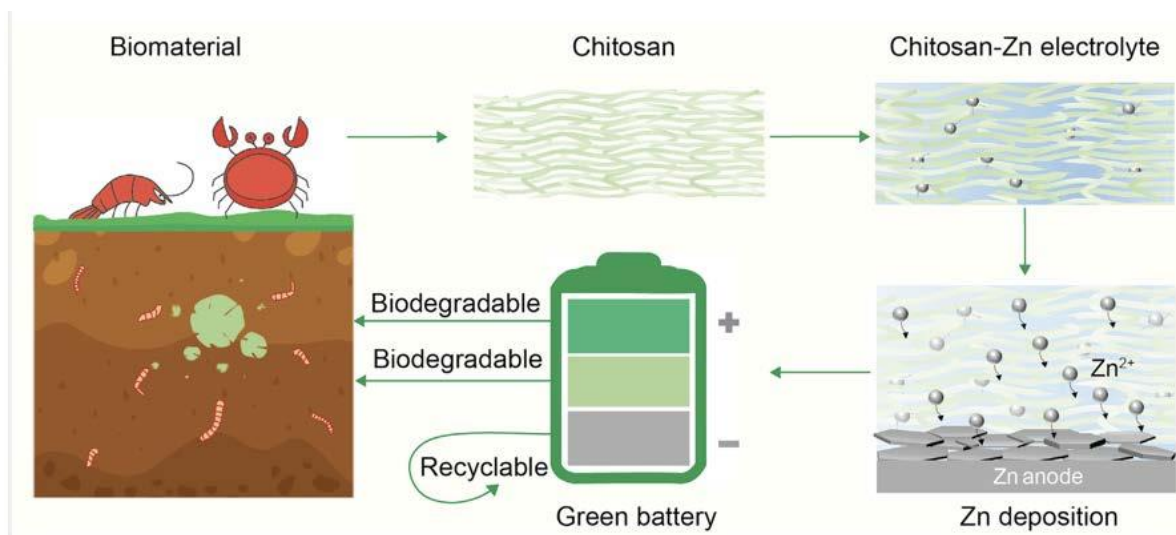 Biomaterial
Chitosan
Chitosan-Zn electrolyte
Biodegradable
+
Biodegradable
Zn²⁺
Recyclable
−
Zn anode
Green battery
Zn deposition